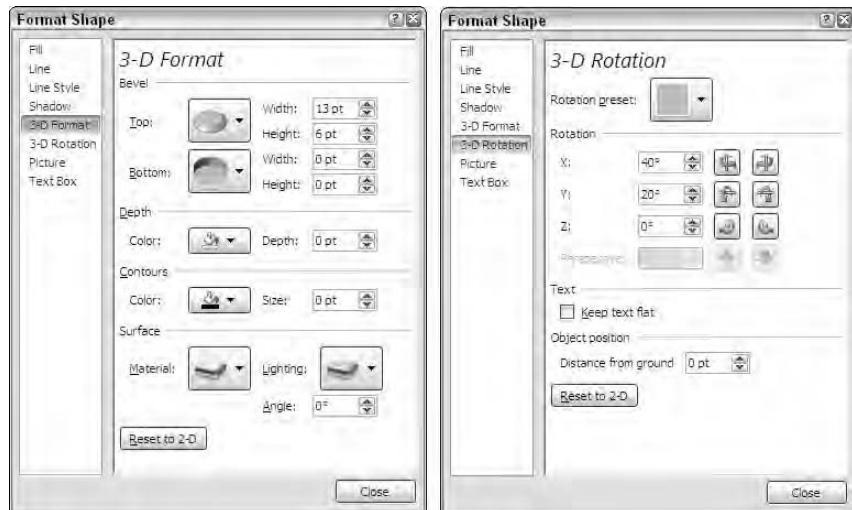 Format Shape
Fill
Line
Line Style
Shadow
3-D Format
3-D Rotation
Picture
Text Box
3-D Format
Bevel
Top:
Width: 13 pt
Height: 6 pt
Bottom:
Width: 0 pt
Height: 0 pt
Depth
Color:
Depth: 0 pt
Contours
Color:
Size: 0 pt
Surface
Material:
Lighting:
Angle: 0°
Reset to 2-D
Close
Format Shape
Fill
Line
Line Style
Shadow
3-D Format
3-D Rotation
Picture
Text Box
3-D Rotation
Rotation preset:
Rotation
X: 40°
Y: 20°
Z: 0°
Perspective:
Text
Keep text flat
Object position
Distance from ground 0 pt
Reset to 2-D
Close